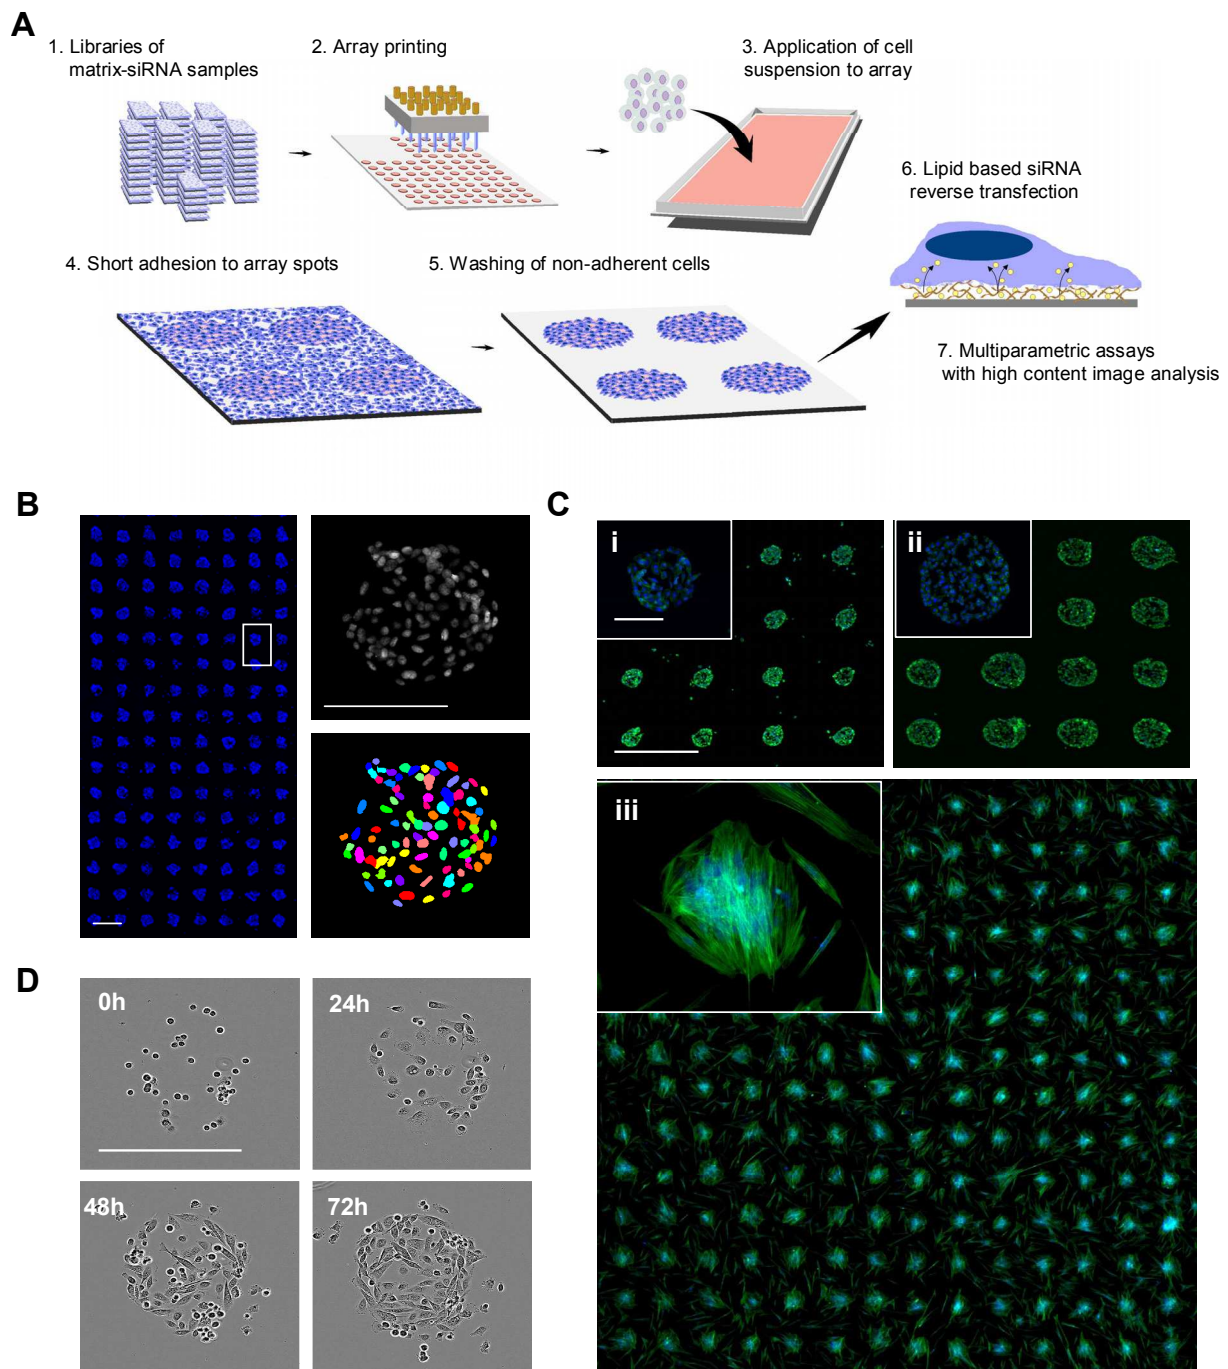 A
1. Libraries of
matrix-siRNA samples
2. Array printing
3. Application of cell
suspension to array
6. Lipid based siRNA
reverse transfection
4. Short adhesion to array spots
5. Washing of non-adherent cells
7. Multiparametric assays
with high content image analysis
B
C
i
ii
iii
D
0h
24h
48h
72h